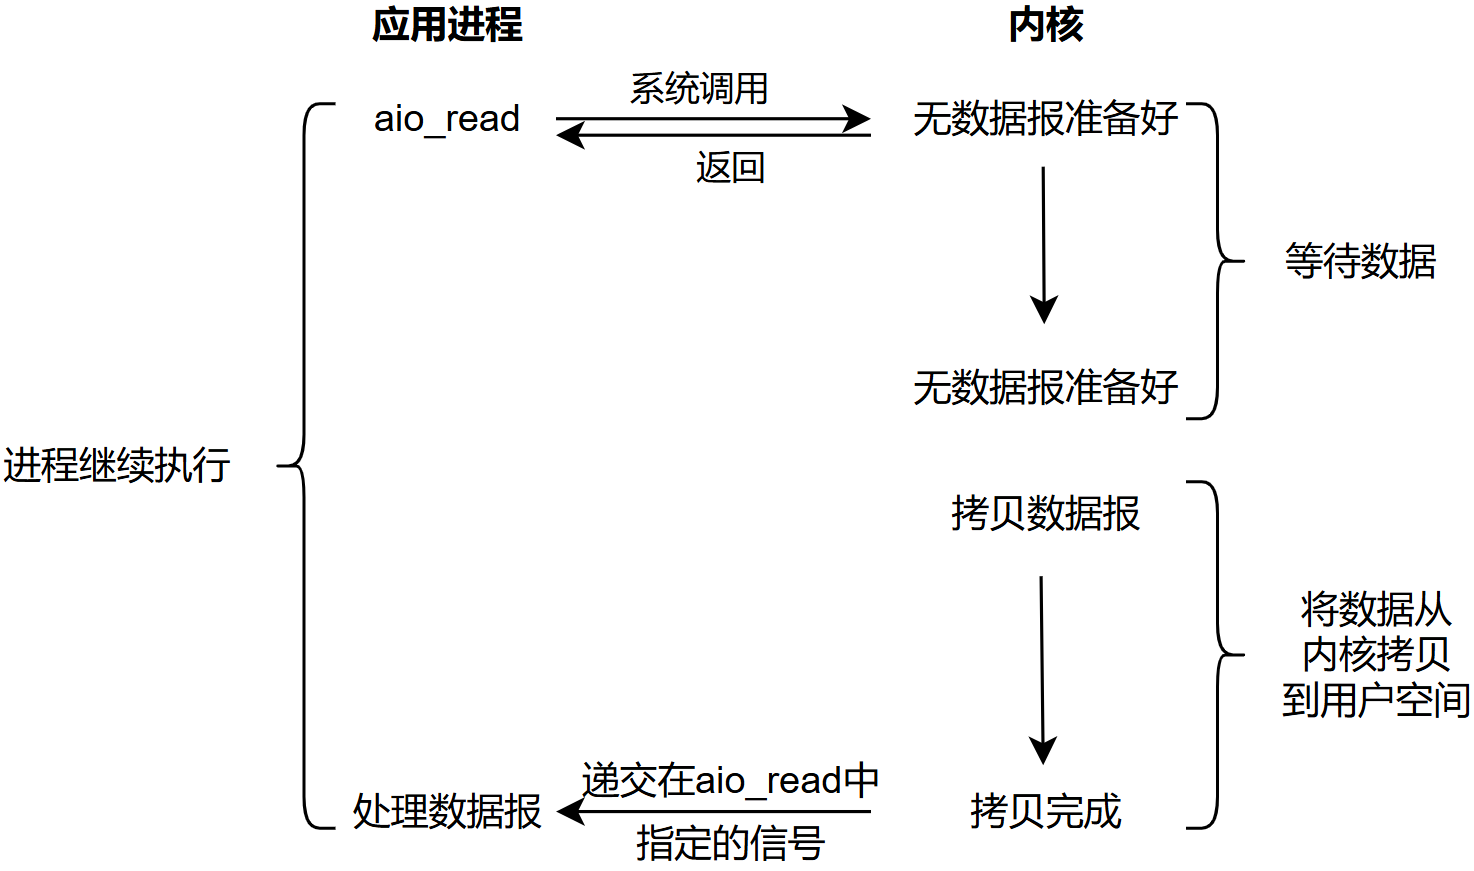 应用进程
内核
系统调用
aio_read
无数据报准备好
返回
等待数据
无数据报准备好
进程继续执行
拷贝数据报
将数据从
内核拷贝
到用户空间
递交在aio_read中
处理数据报
拷贝完成
指定的信号